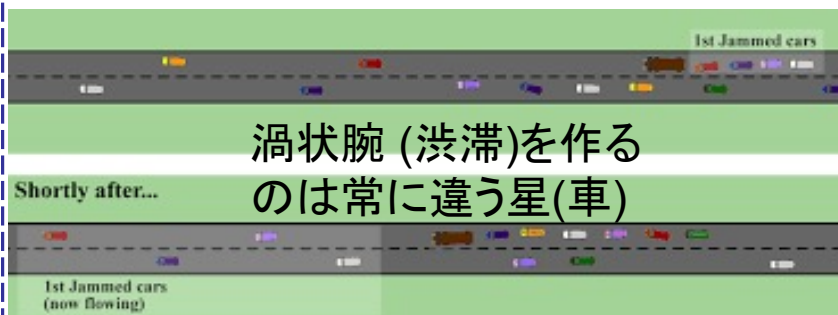 1st Jammed cars
渦状腕 (渋滞)を作る
Shortly after...
のは常に違う星(車)
1st Jammed cars
(now flowing)